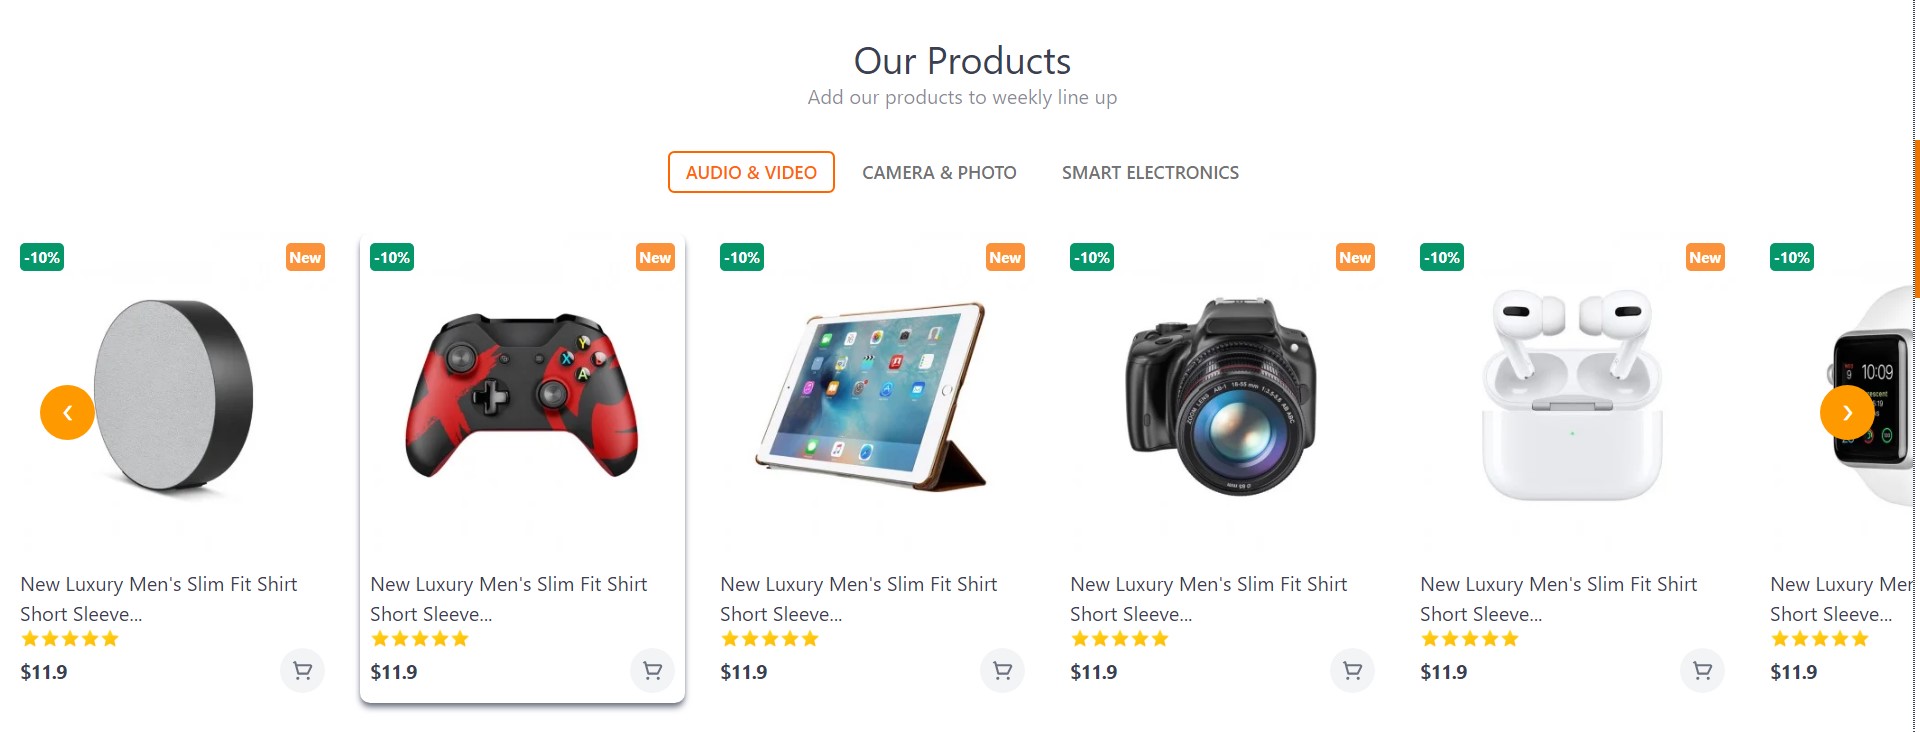 Our Products
Add our products to weekly line up
AUDIO & VIDEO CAMERA & PHOTO SMART ELECTRONICS
-10% New
-10% New
-10% New
-10% New
-10% New
-10%
10:09
New Luxury Men's Slim Fit Shirt
Short Sleeve...
$11.9
New Luxury Men's Slim Fit Shirt
Short Sleeve...
$11.9
New Luxury Men's Slim Fit Shirt
Short Sleeve...
$11.9
New Luxury Men's Slim Fit Shirt
Short Sleeve...
$11.9
New Luxury Men's Slim Fit Shirt
Short Sleeve...
$11.9
New Luxury Mer
Short Sleeve...
$11.9